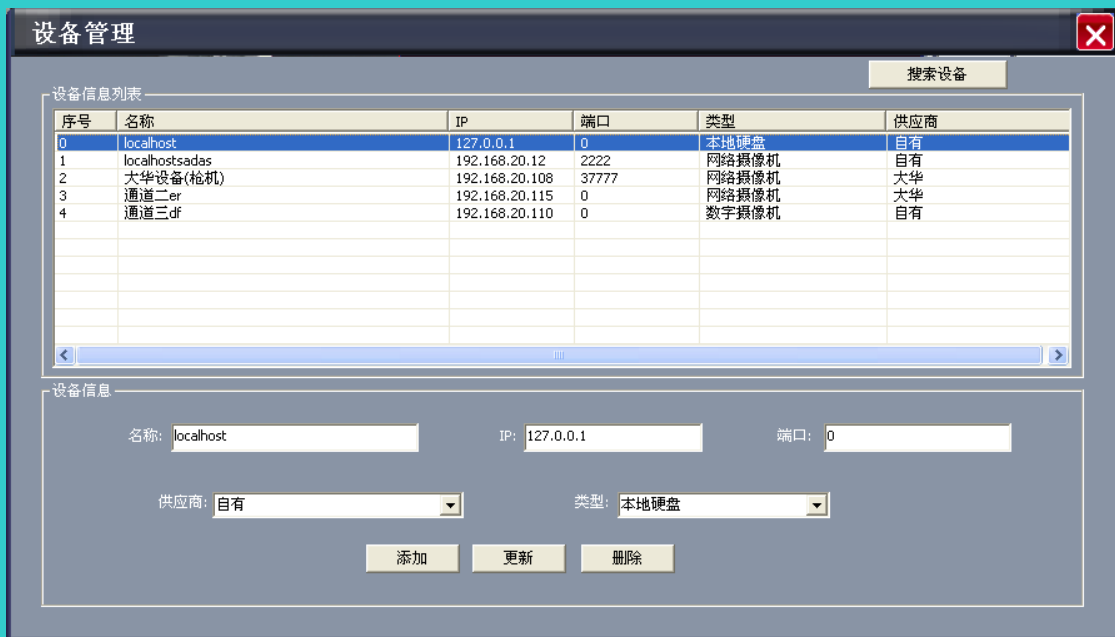 设备管理
搜索设备
设备信息列表
序号 名称 IP 端口 类型 供应商
0 localhost 127.0.0.1 0 本地硬盘 自有
1 localhostsadas 192.168.20.12 2222 网络摄像机 自有
2 大华设备(枪机) 192.168.20.108 37777 网络摄像机 大华
3 通道二er 192.168.20.115 0 网络摄像机 大华
4 通道三df 192.168.20.110 0 数字摄像机 自有
设备信息
名称: localhost IP: 127.0.0.1 端口: 0
供应商: 自有 类型: 本地硬盘
添加 更新 删除